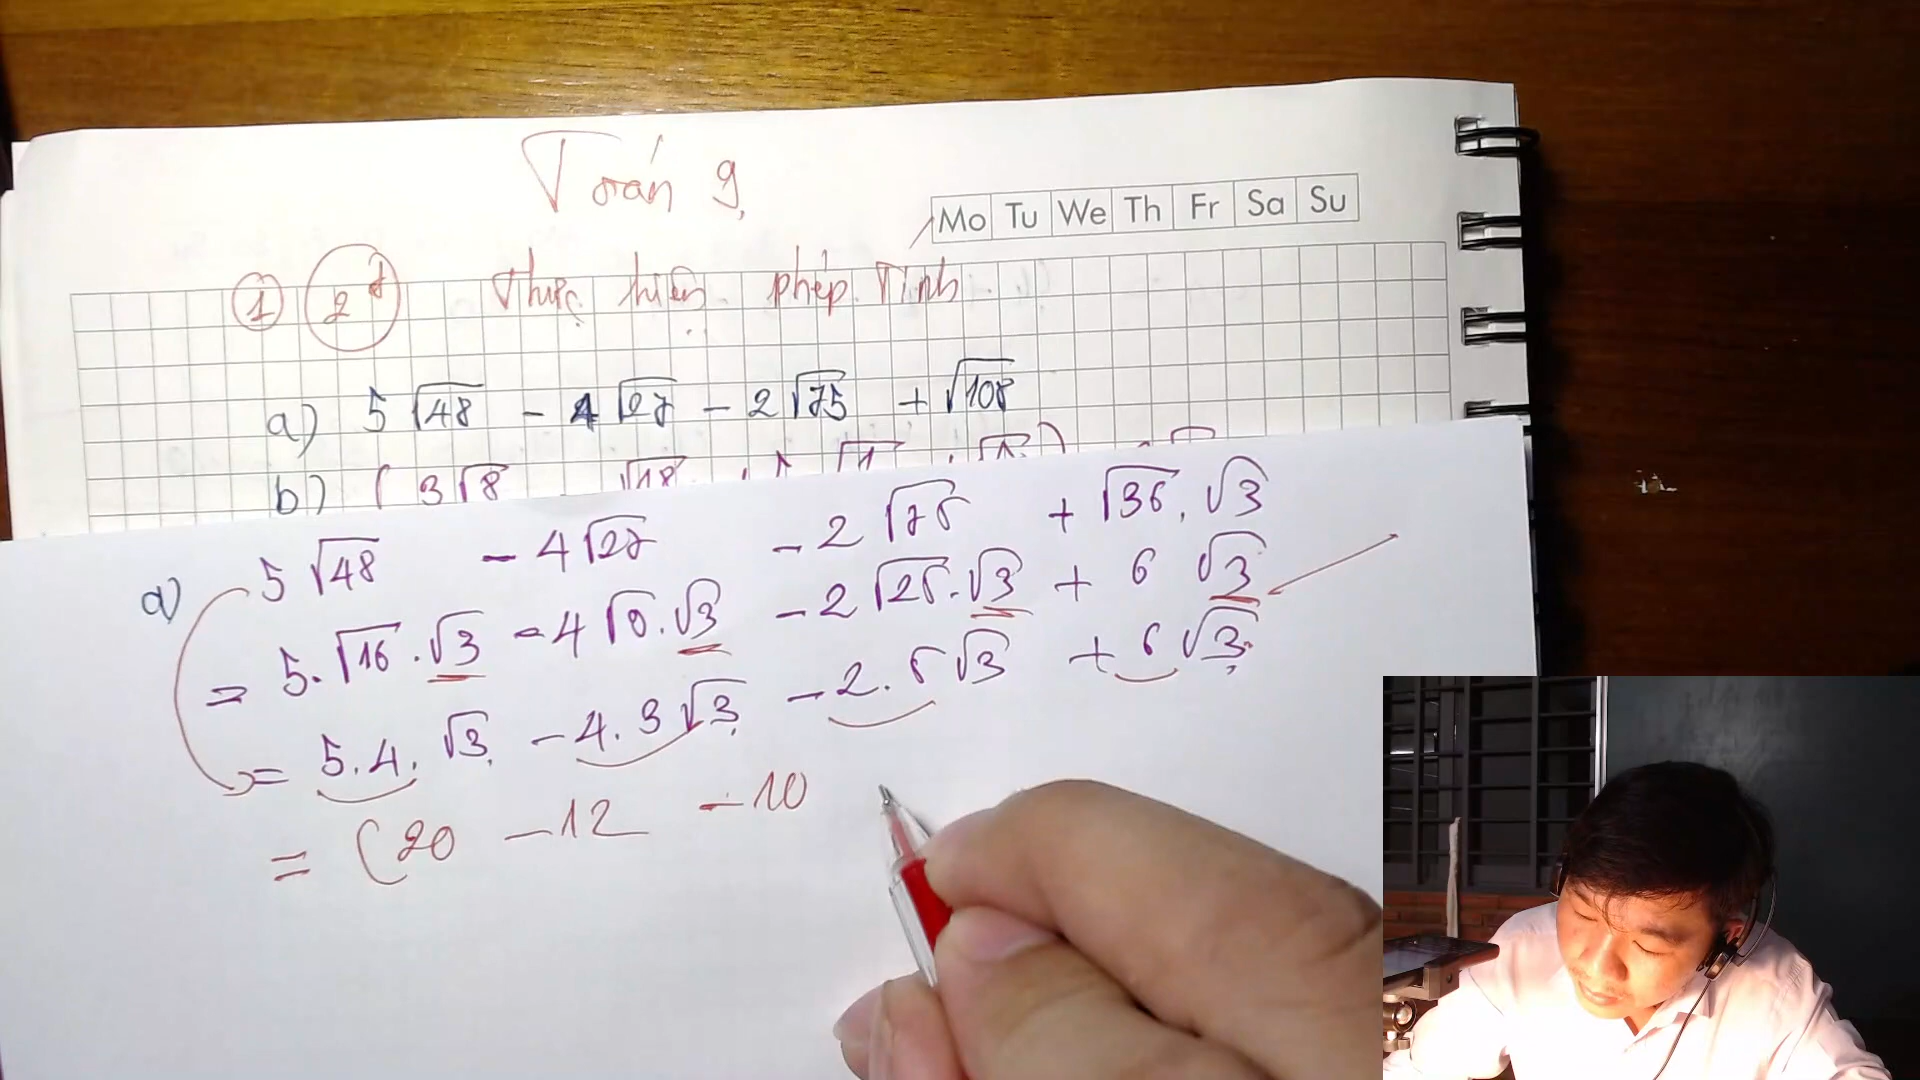 Toán 9
Mo Tu We Th Fr Sa Su
① 2đ Thực hiện phép tính
a) 5√48 - 4√27 - 2√75 + √108
b) ( 3√8 √18
a) 5√48 - 4√27 - 2√75 + √36 . √3
= 5.√16 . √3 - 4√9 . √3 - 2√25 . √3 + 6 √3
= 5.4. √3 - 4.3√3 - 2.5√3 + 6√3
= (20 - 12 - 10